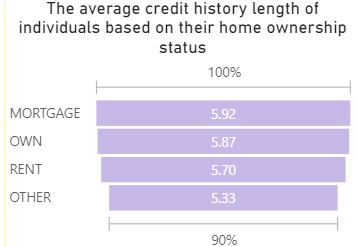 The average credit history length of
individuals based on their home ownership
status
100%
MORTGAGE 5.92
OWN 5.87
RENT 5.70
OTHER 5.33
90%